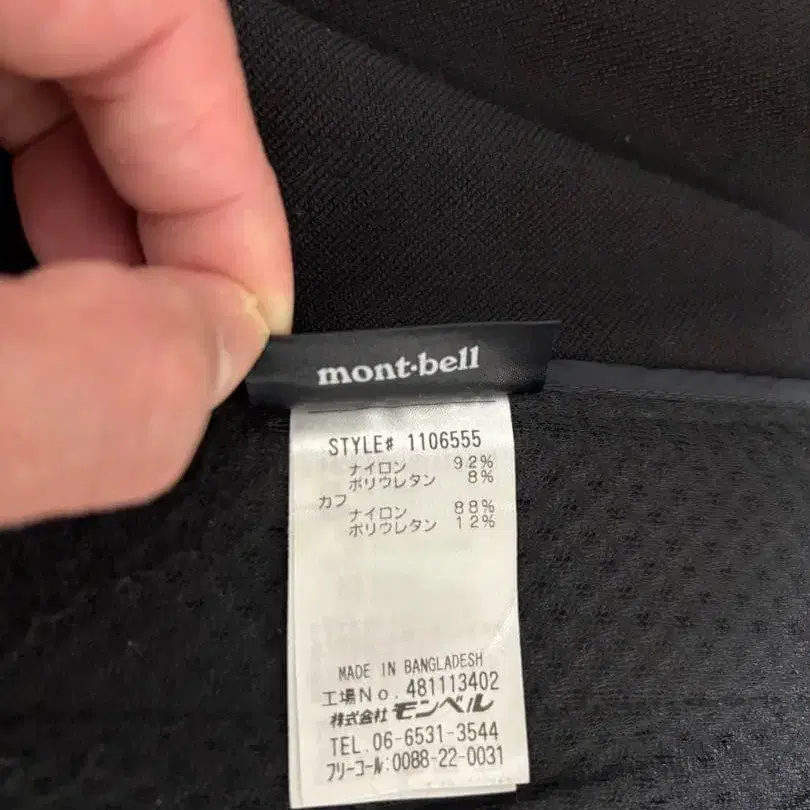 mont·bell
STYLE# 1106555
ナイロン 92%
ポリウレタン 8%
カフ
ナイロン 88%
ポリウレタン 12%
MADE IN BANGLADESH
工場No. 481113402
株式会社 モンベル
TEL.06-6531-3544
フリーコール:0088-22-0031